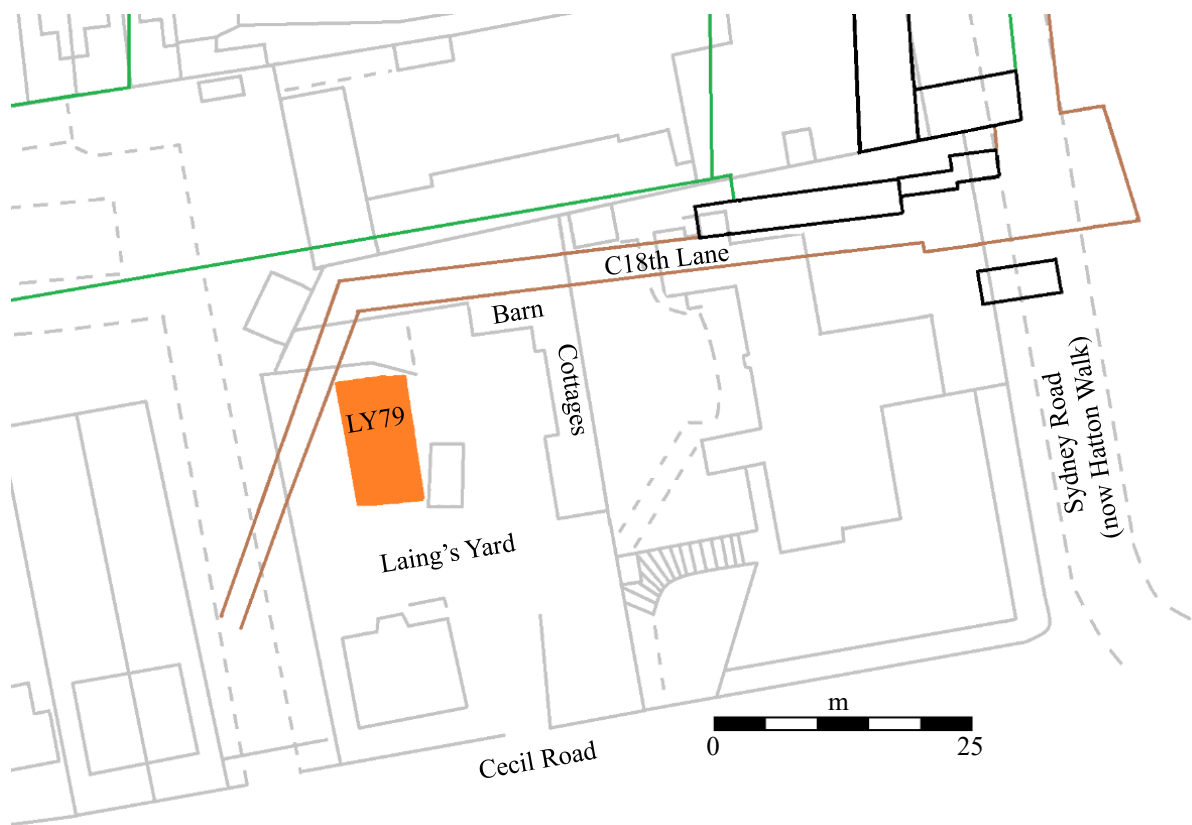 C18th Lane
Barn
Cottages
LY79
Sydney Road
(now Hatton Walk)
Laing's Yard
m
0 25
Cecil Road